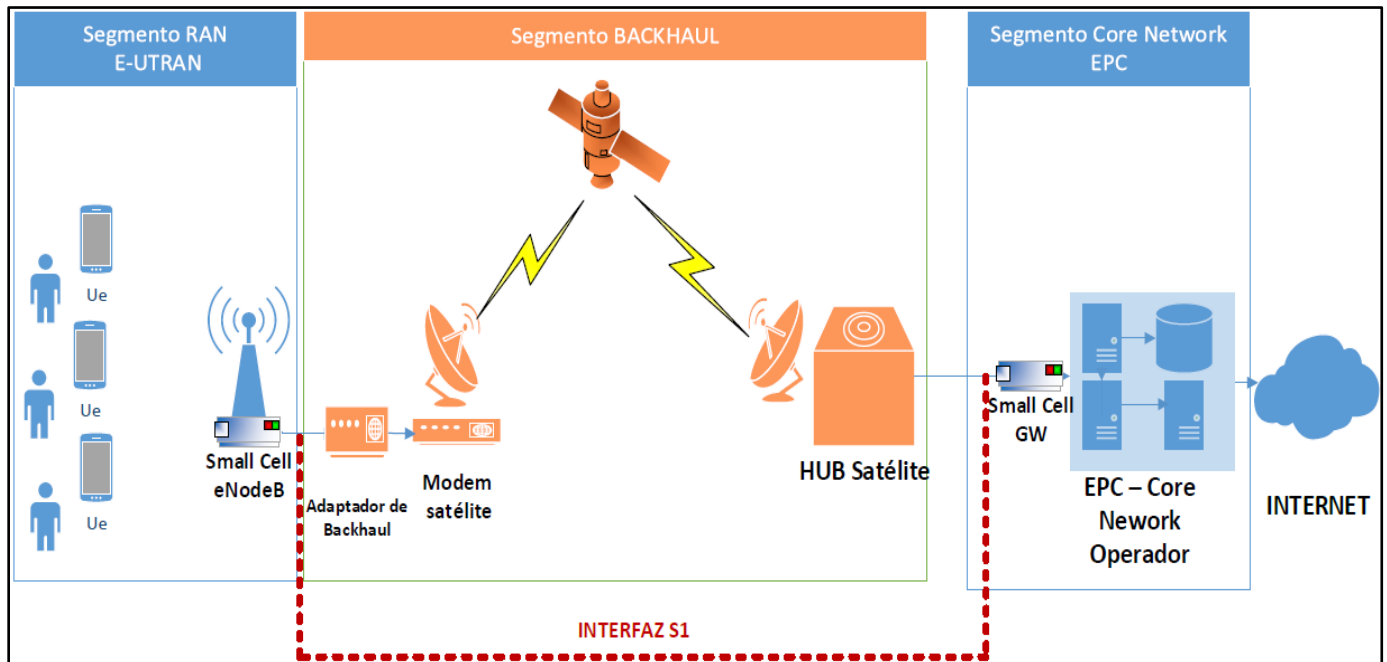 Segmento RAN
E-UTRAN
Segmento BACKHAUL
Segmento Core Network
EPC
Ue
Ue
Ue
Small Cell
eNodeB
Adaptador de
Backhaul
Modem
satélite
HUB Satélite
Small Cell
GW
EPC – Core
Nework
Operador
INTERNET
INTERFAZ S1